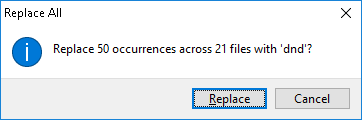 Replace All
Replace 50 occurrences across 21 files with 'dnd'?
Replace
Cancel